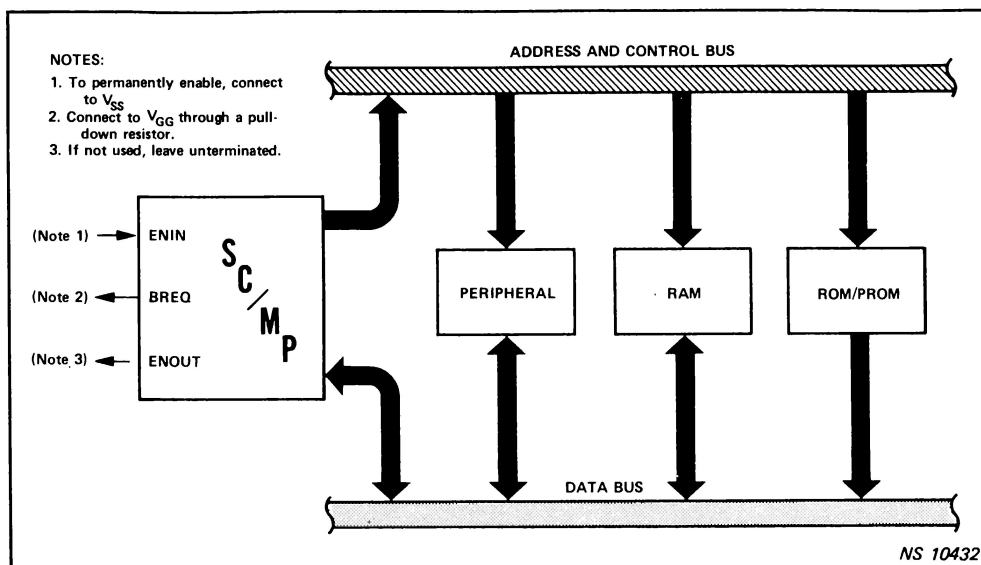 NOTES:
1. To permanently enable, connect
to VSS
2. Connect to VGG through a pull-
down resistor.
3. If not used, leave unterminated.
ADDRESS AND CONTROL BUS
(Note 1)
ENIN
(Note 2)
BREQ
(Note 3)
ENOUT
SC/MP
PERIPHERAL
RAM
ROM/PROM
DATA BUS
NS 10432